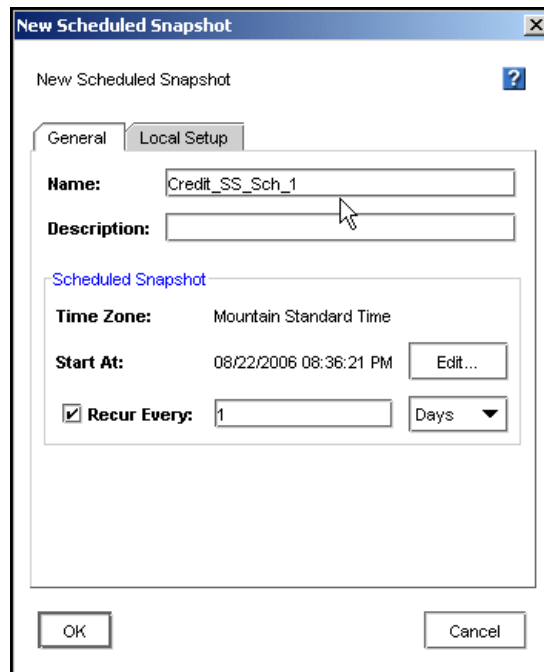 New Scheduled Snapshot
New Scheduled Snapshot
?
General Local Setup
Name: Credit_SS_Sch_1
Description:
Scheduled Snapshot
Time Zone: Mountain Standard Time
Start At: 08/22/2006 08:36:21 PM Edit...
Recur Every: 1 Days
OK Cancel